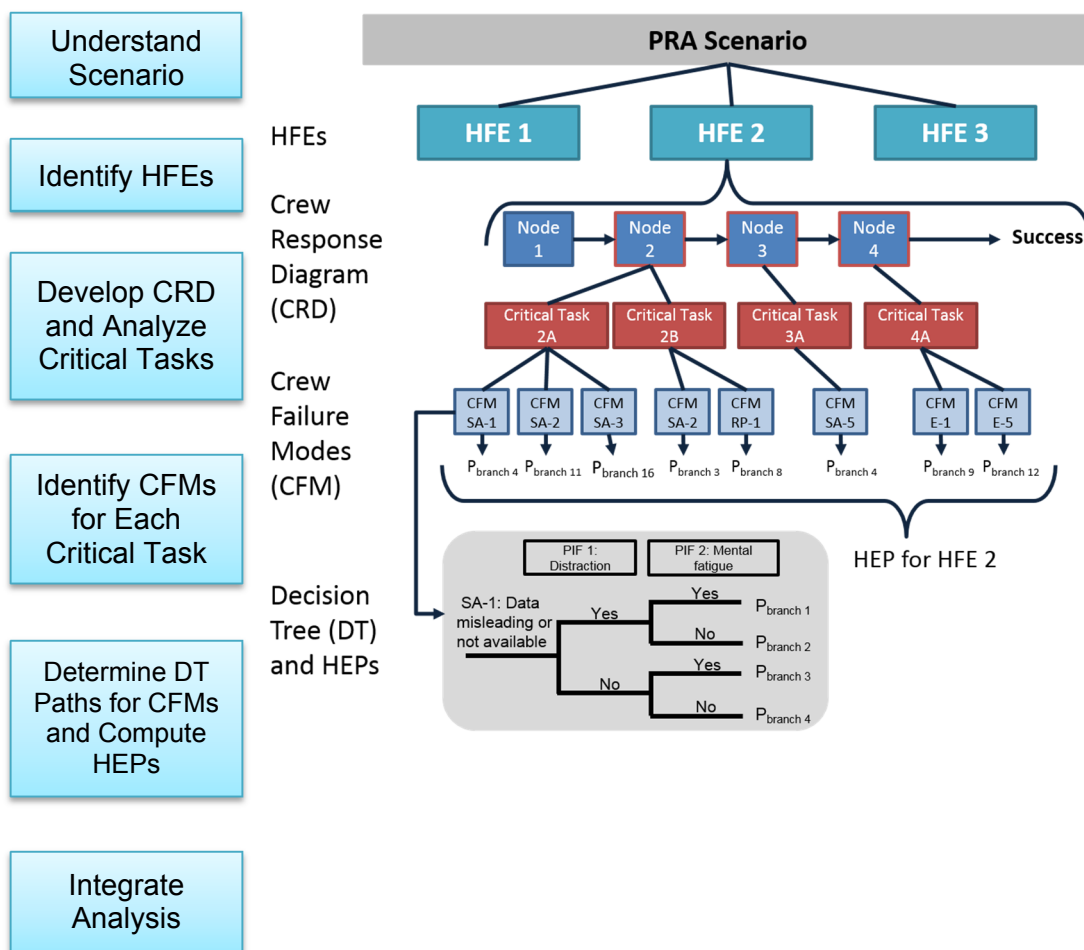 Understand
Scenario
Identify HFEs
Develop CRD
and Analyze
Critical Tasks
Identify CFMs
for Each
Critical Task
Determine DT
Paths for CFMs
and Compute
HEPs
Integrate
Analysis
PRA Scenario
HFEs
HFE 1
HFE 2
HFE 3
Crew
Response
Diagram
(CRD)
Node
1
Node
2
Node
3
Node
4
Success
Critical Task
2A
Critical Task
2B
Critical Task
3A
Critical Task
4A
Crew
Failure
Modes
(CFM)
CFM
SA-1
CFM
SA-2
CFM
SA-3
CFM
SA-2
CFM
RP-1
CFM
SA-5
CFM
E-1
CFM
E-5
Pbranch 4
Pbranch 11
Pbranch 16
Pbranch 3
Pbranch 8
Pbranch 4
Pbranch 9
Pbranch 12
HEP for HFE 2
Decision
Tree (DT)
and HEPs
PIF 1:
Distraction
PIF 2: Mental
fatigue
SA-1: Data
misleading or
not available
Yes
No
Yes
No
Yes
No
Pbranch 1
Pbranch 2
Pbranch 3
Pbranch 4